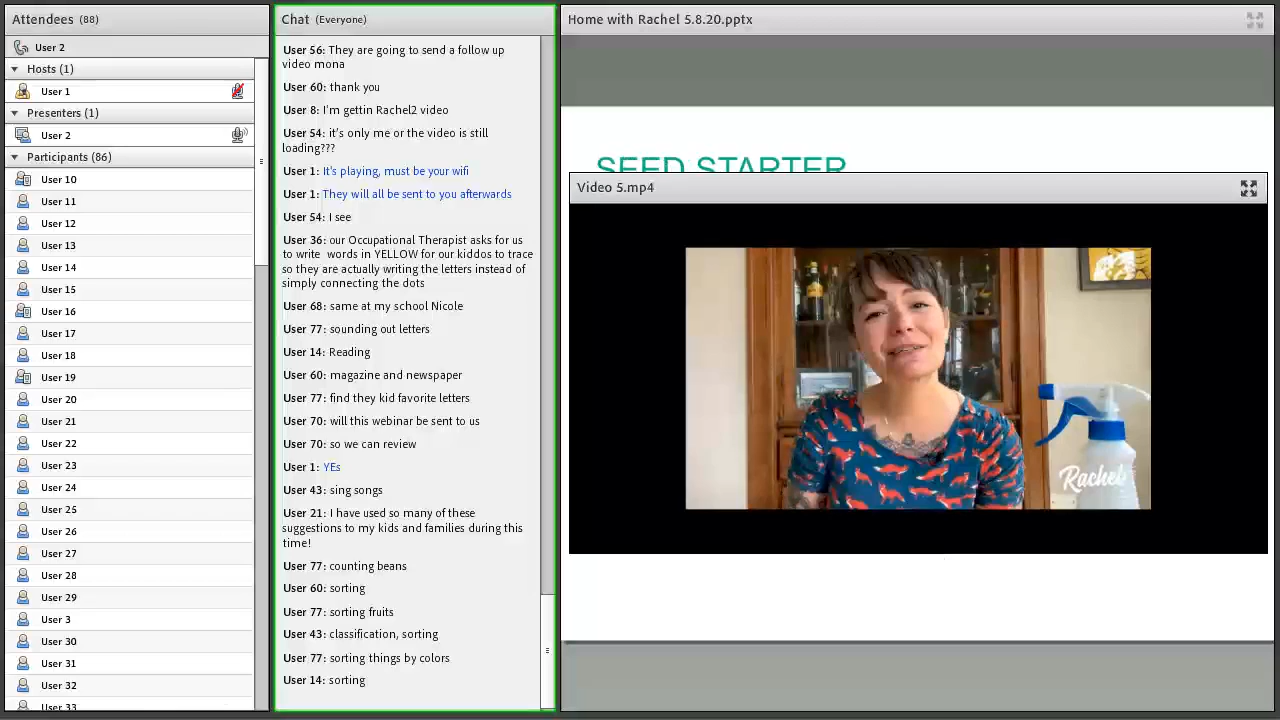 Attendees (88)
User 2
Hosts (1)
User 1
Presenters (1)
User 2
Participants (86)
User 10
User 11
User 12
User 13
User 14
User 15
User 16
User 17
User 18
User 19
User 20
User 21
User 22
User 23
User 24
User 25
User 26
User 27
User 28
User 29
User 3
User 30
User 31
User 32
User 33
Chat (Everyone)
User 56: They are going to send a follow up
video mona
User 60: thank you
User 8: I'm gettin Rachel2 video
User 54: it's only me or the video is still
loading???
User 1: It's playing, must be your wifi
User 1: They will all be sent to you afterwards
User 54: I see
User 36: our Occupational Therapist asks for us
to write words in YELLOW for our kiddos to trace
so they are actually writing the letters instead of
simply connecting the dots
User 68: same at my school Nicole
User 77: sounding out letters
User 14: Reading
User 60: magazine and newspaper
User 77: find they kid favorite letters
User 70: will this webinar be sent to us
User 70: so we can review
User 1: YEs
User 43: sing songs
User 21: I have used so many of these
suggestions to my kids and families during this
time!
User 77: counting beans
User 60: sorting
User 77: sorting fruits
User 43: classification, sorting
User 77: sorting things by colors
User 14: sorting
Home with Rachel 5.8.20.pptx
SEED STARTER
Video 5.mp4
Rachel